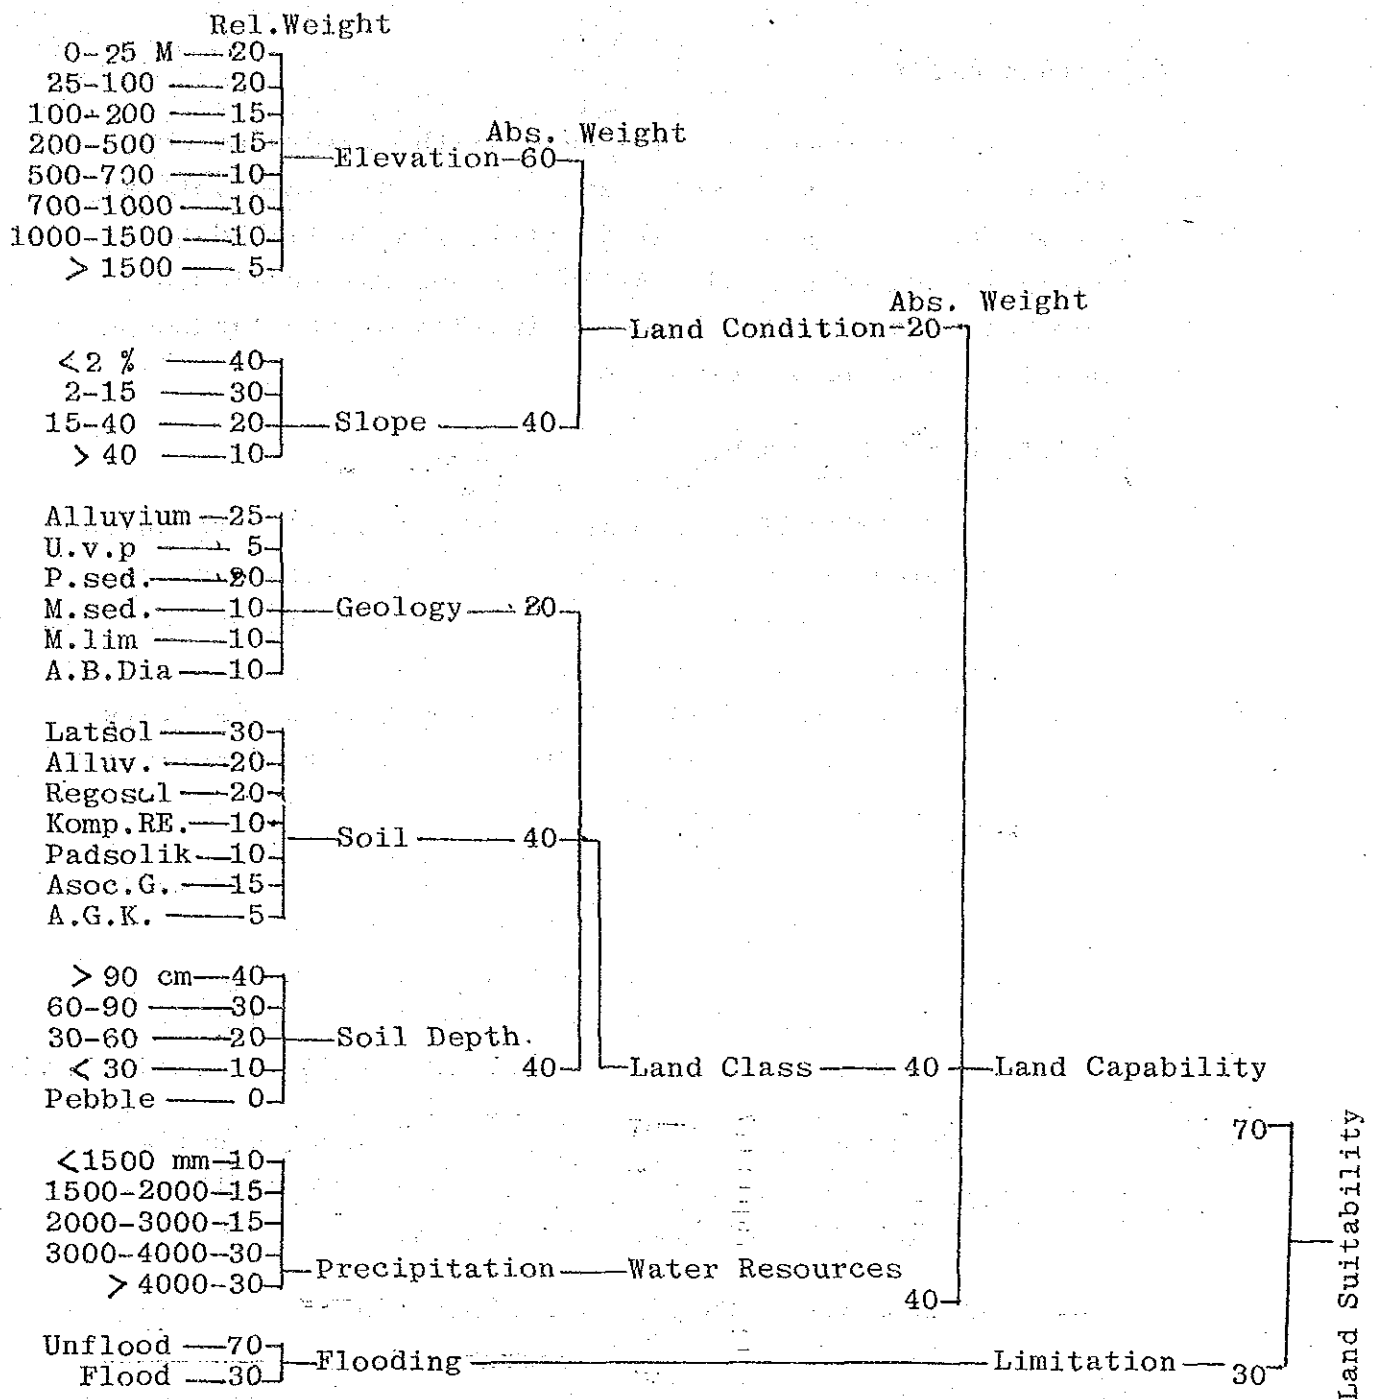 Rel.Weight
0-25 M 20
25-100 20
100-200 15
200-500 15
500-700 10
700-1000 10
1000-1500 10
> 1500 5
Abs. Weight
Elevation 60
<2 % 40
2-15 30
15-40 20
> 40 10
Slope 40
Abs. Weight
Land Condition 20
Alluvium 25
U.v.p 5
P.sed. 20
M.sed. 10
M.lim 10
A.B.Dia 10
Geology 20
Latsol 30
Alluv. 20
Regosol 20
Komp.RE. 10
Padsolik 10
Asoc.G. 15
A.G.K. 5
Soil 40
> 90 cm 40
60-90 30
30-60 20
< 30 10
Pebble 0
Soil Depth. 40
Land Class 40
Land Capability 70
<1500 mm 10
1500-2000 15
2000-3000 15
3000-4000 30
> 4000 30
Precipitation Water Resources 40
Unflood 70
Flood 30
Flooding Limitation 30
Land Suitability